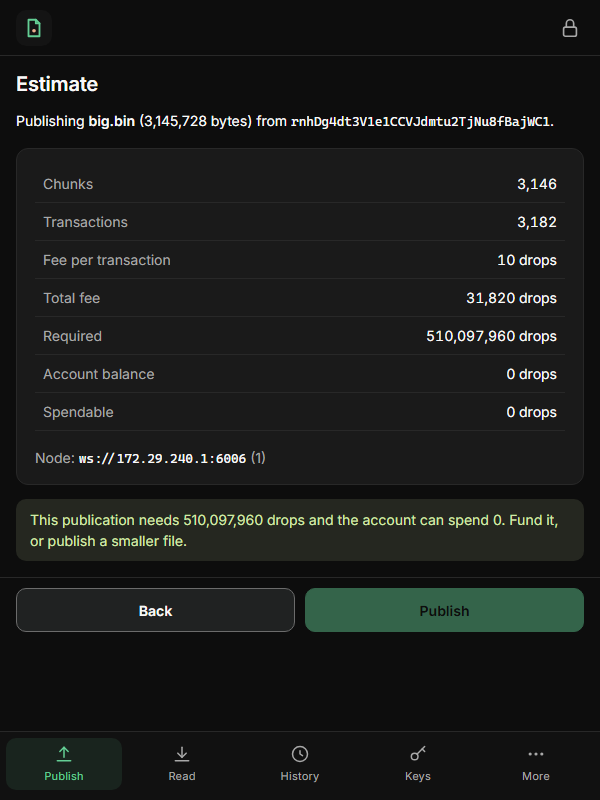 Estimate
Publishing big.bin (3,145,728 bytes) from rnhDg4dt3V1e1CCVJdmtu2TjNu8fBajWC1.
Chunks 3,146
Transactions 3,182
Fee per transaction 10 drops
Total fee 31,820 drops
Required 510,097,960 drops
Account balance 0 drops
Spendable 0 drops
Node: ws://172.29.240.1:6006 (1)
This publication needs 510,097,960 drops and the account can spend 0. Fund it,
or publish a smaller file.
Back Publish
Publish Read History Keys More